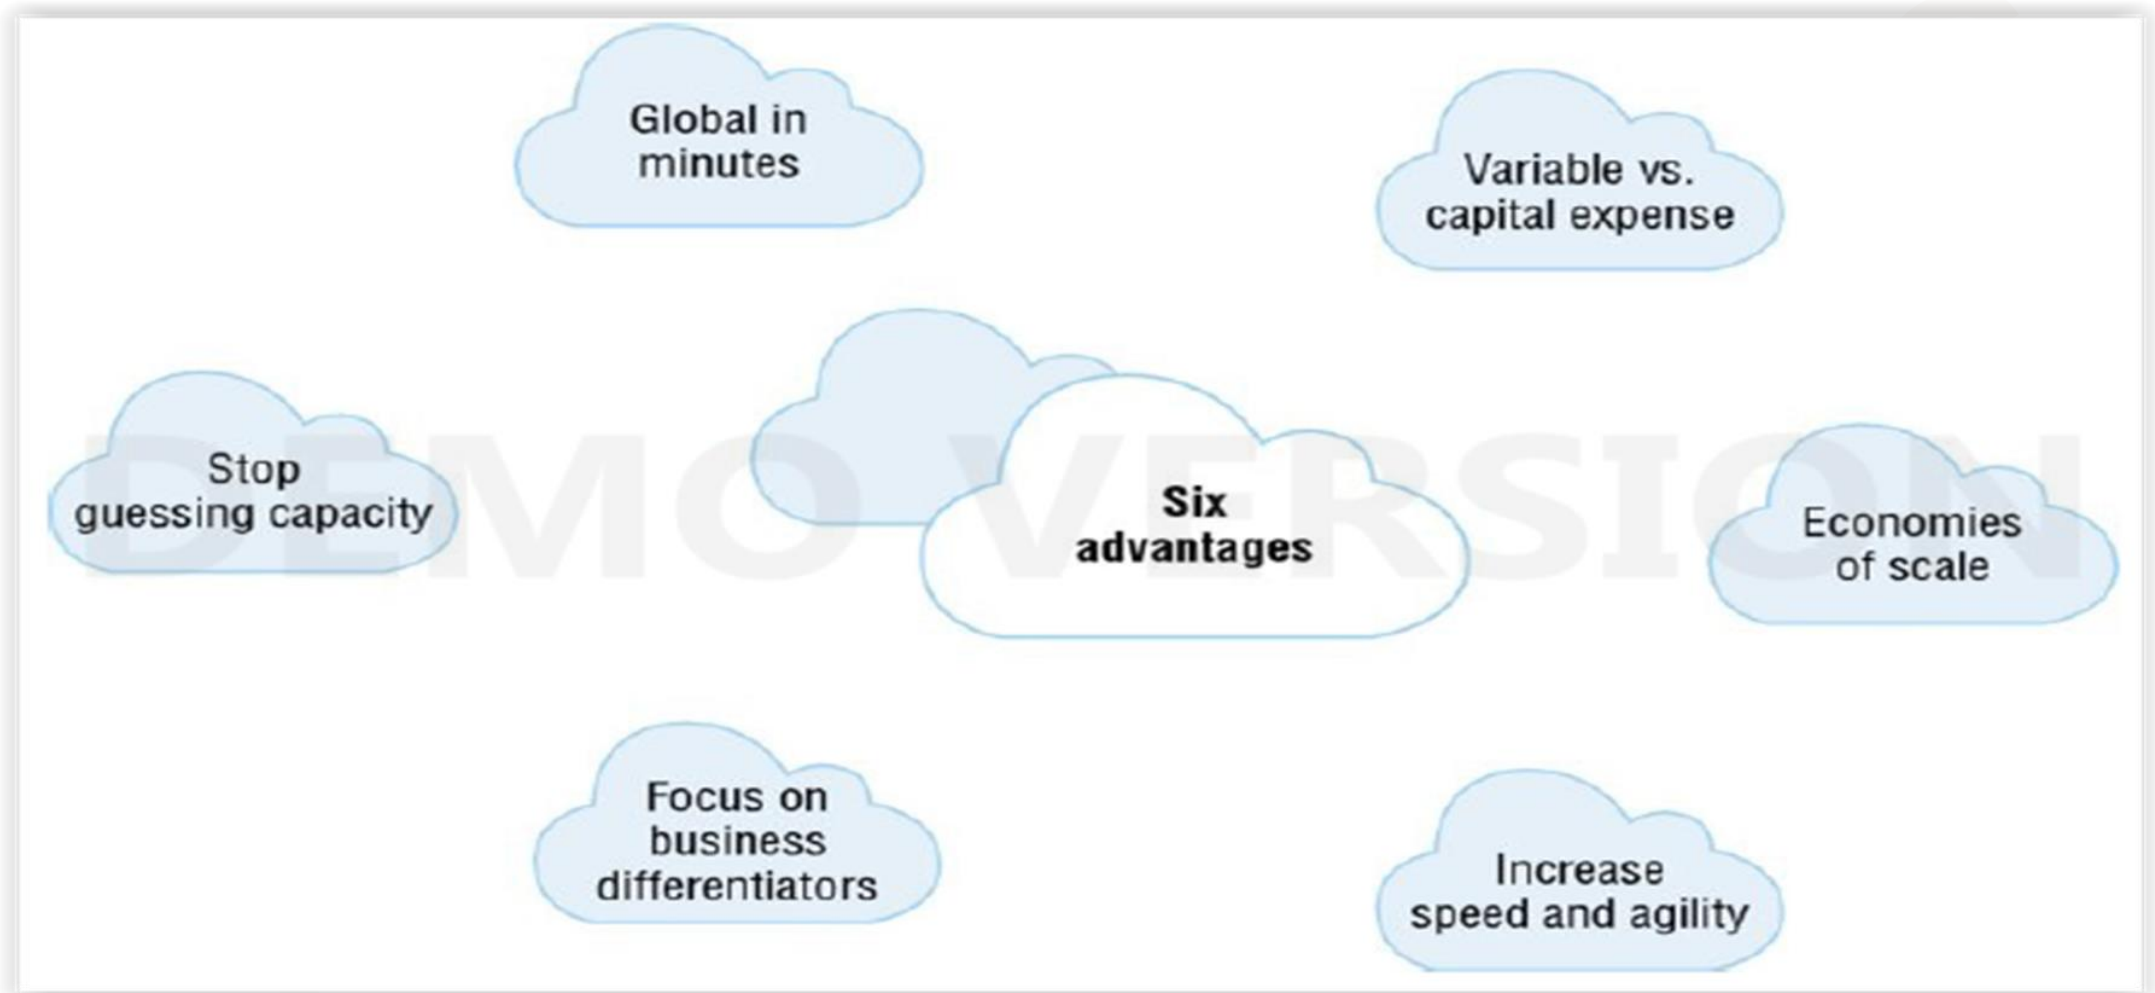 Global in
minutes
Variable vs.
capital expense
Stop
guessing capacity
Six
advantages
Economies
of scale
Focus on
business
differentiators
Increase
speed and agility
DEMO VERSION